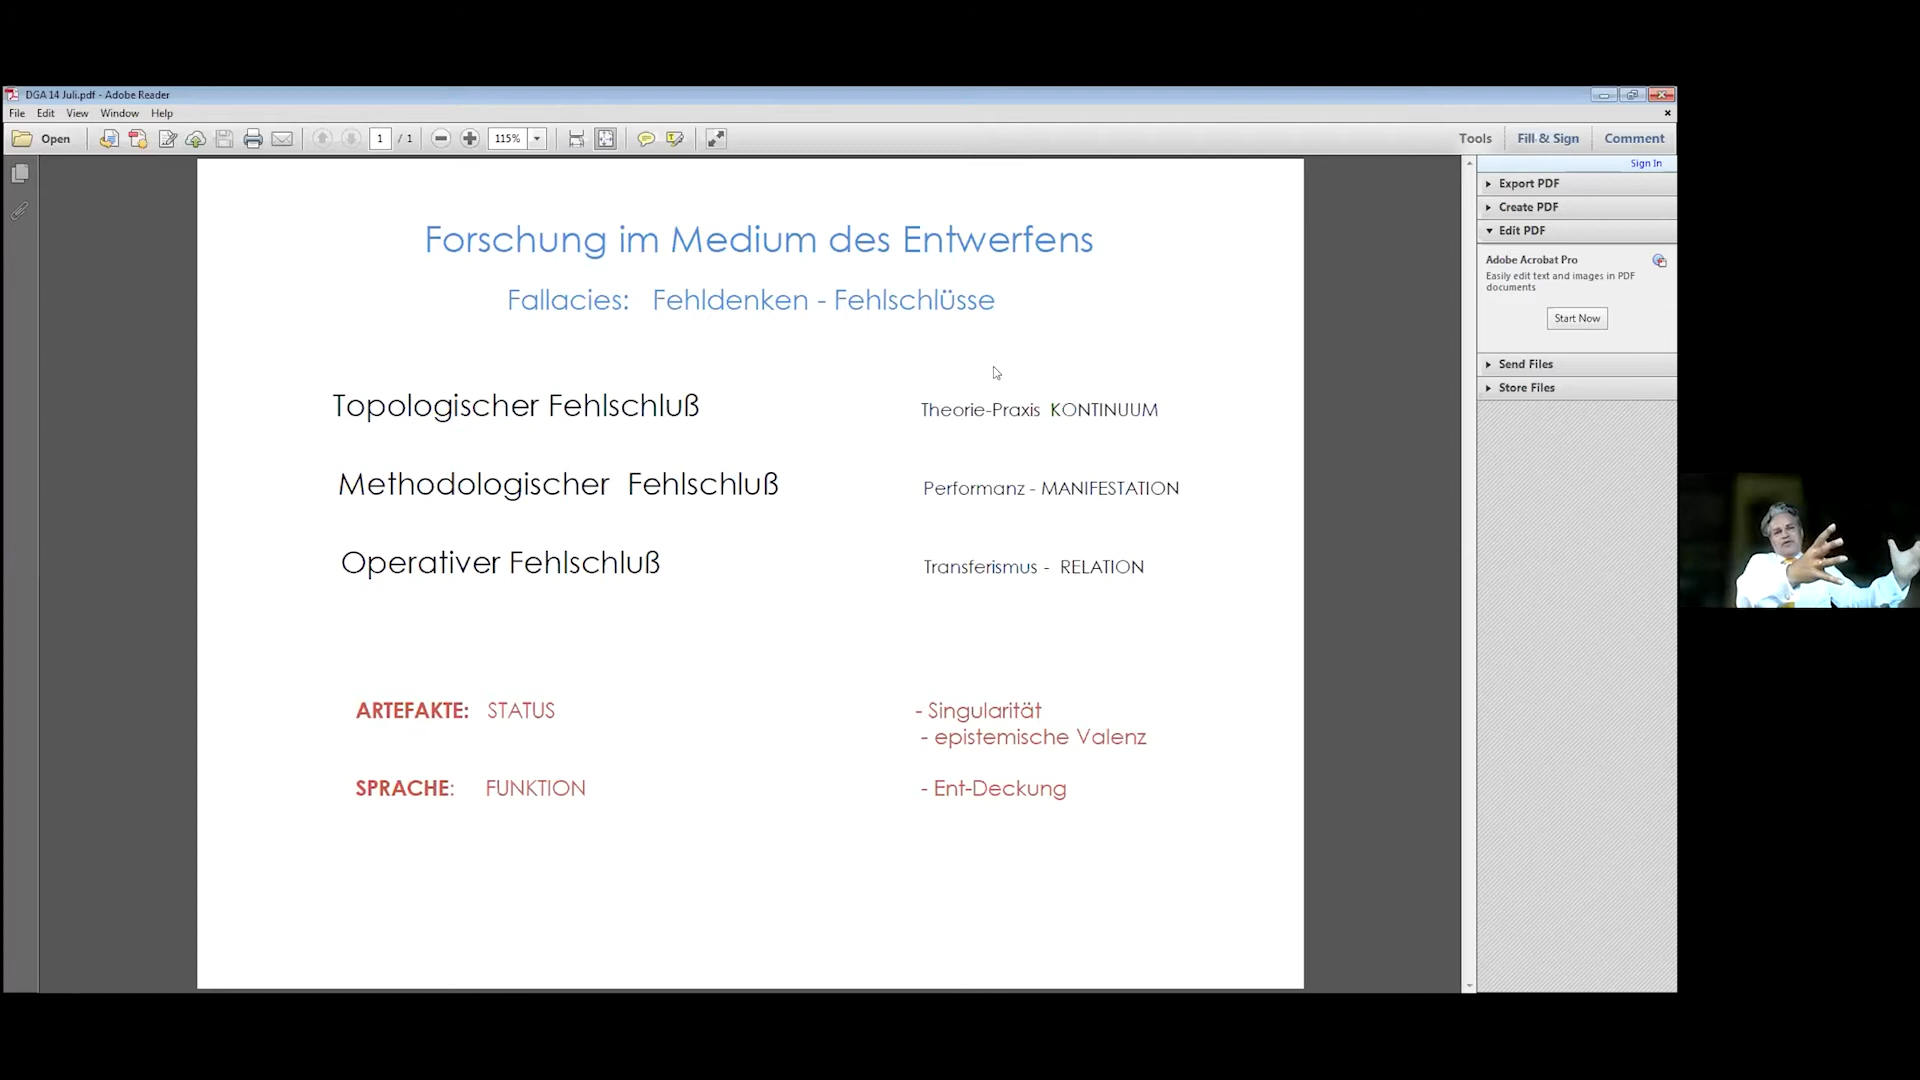 DGA 14 Juli.pdf - Adobe Reader
File Edit View Window Help
Open 1 / 1 115% Tools Fill & Sign Comment
Sign In
Export PDF
Create PDF
Edit PDF
Adobe Acrobat Pro
Easily edit text and images in PDF
documents
Start Now
Send Files
Store Files
Forschung im Medium des Entwerfens
Fallacies: Fehldenken - Fehlschlüsse
Topologischer Fehlschluß Theorie-Praxis KONTINUUM
Methodologischer Fehlschluß Performanz - MANIFESTATION
Operativer Fehlschluß Transferismus - RELATION
ARTEFAKTE: STATUS - Singularität
- epistemische Valenz
SPRACHE: FUNKTION - Ent-Deckung